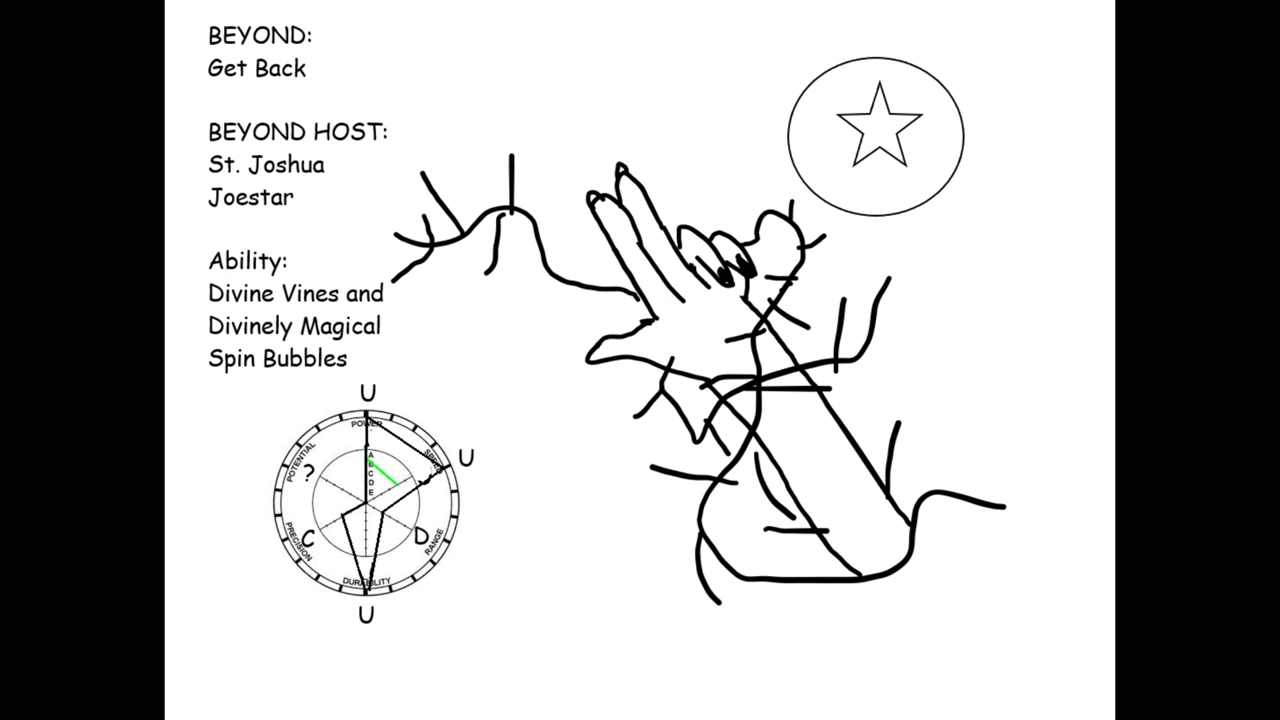 BEYOND:
Get Back
BEYOND HOST:
St. Joshua
Joestar
Ability:
Divine Vines and
Divinely Magical
Spin Bubbles
U
POWER
U
SPEED
D
RANGE
U
DURABILITY
C
PRECISION
?
POTENTIAL
A
B
C
D
E